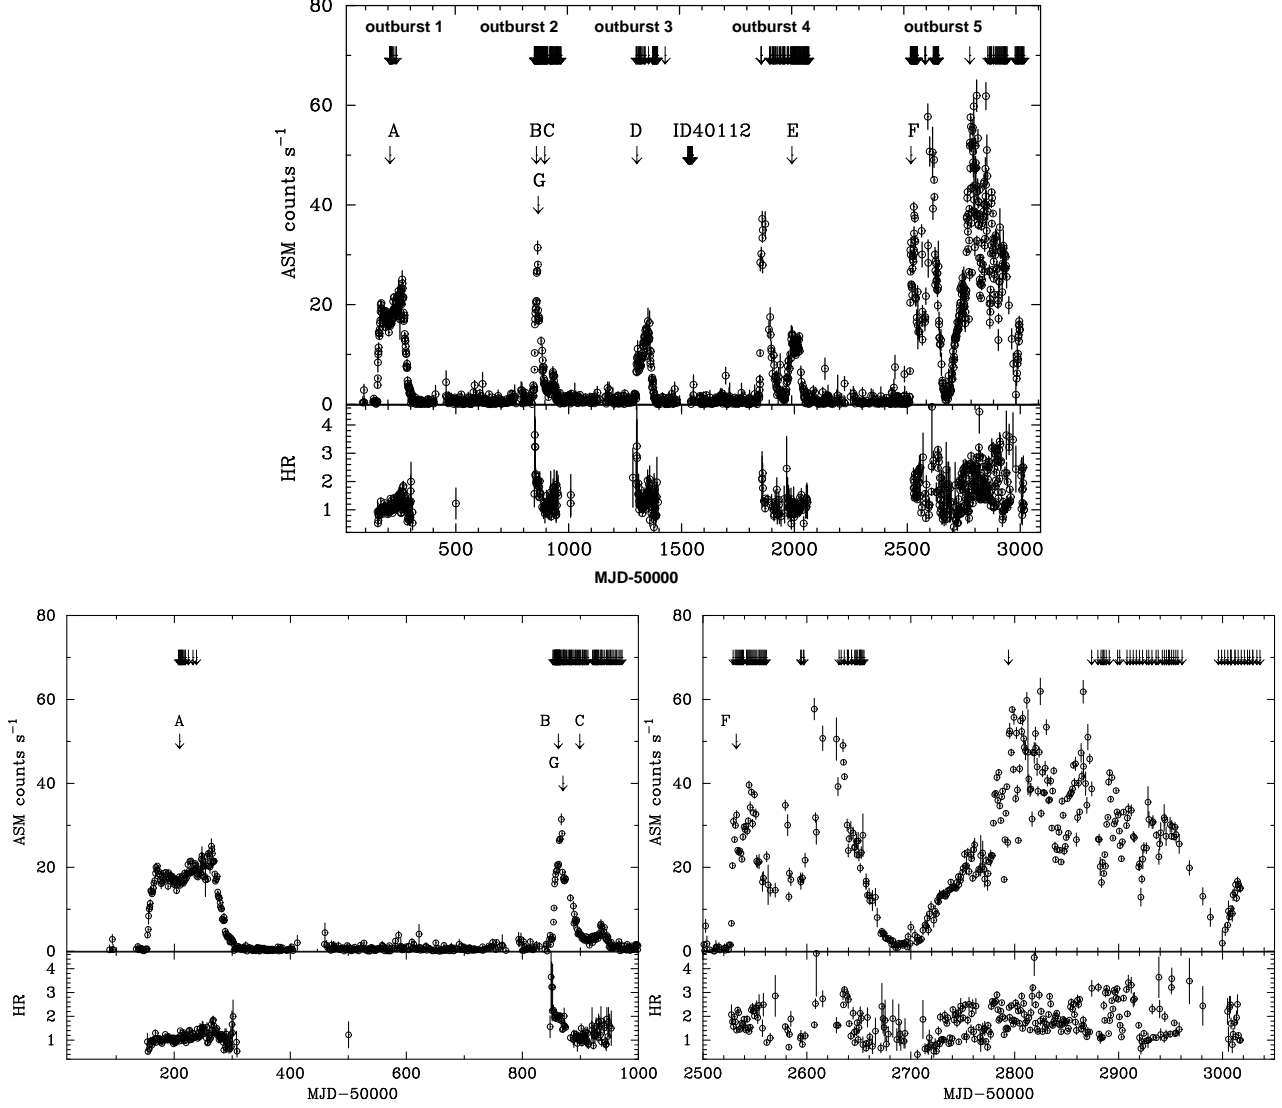 80
outburst 1 outburst 2 outburst 3 outburst 4 outburst 5
60
A B C D ID40112 E F
G
40
20
0
ASM counts s⁻¹
4
3
2
1
HR
500 1000 1500 2000 2500 3000
MJD-50000
80
60
A B C
G
40
20
0
ASM counts s⁻¹
4
3
2
1
HR
200 400 600 800 1000
MJD-50000
80
60
F
40
20
0
ASM counts s⁻¹
4
3
2
1
HR
2500 2600 2700 2800 2900 3000
MJD-50000